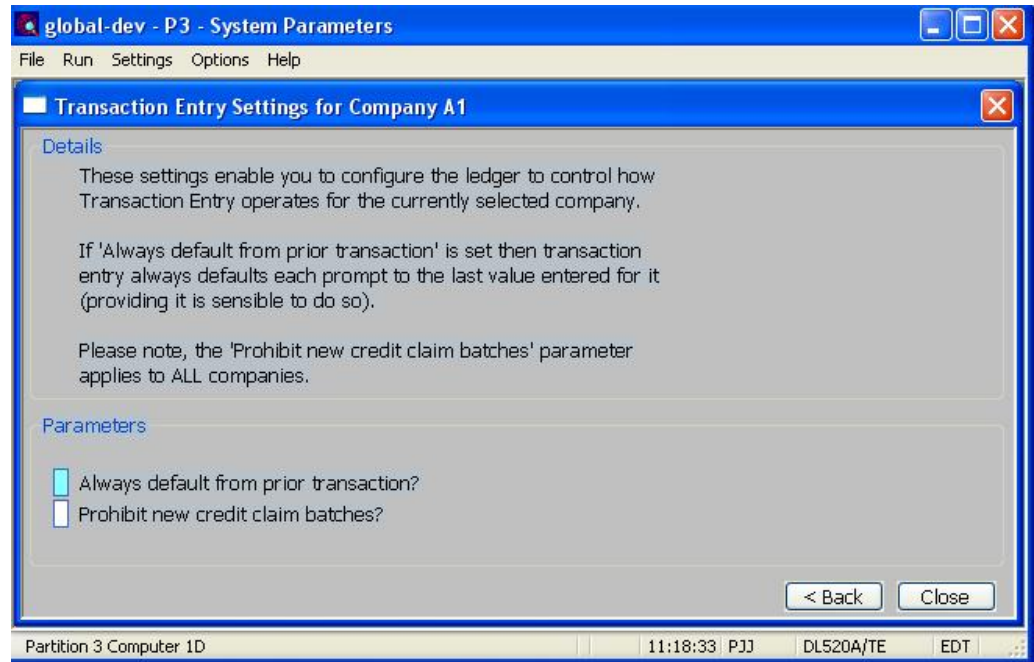 global-dev - P3 - System Parameters
File Run Settings Options Help
Transaction Entry Settings for Company A1
Details
These settings enable you to configure the ledger to control how
Transaction Entry operates for the currently selected company.
If 'Always default from prior transaction' is set then transaction
entry always defaults each prompt to the last value entered for it
(providing it is sensible to do so).
Please note, the 'Prohibit new credit claim batches' parameter
applies to ALL companies.
Parameters
Always default from prior transaction?
Prohibit new credit claim batches?
< Back Close
Partition 3 Computer 1D 11:18:33 PJJ DL520A/TE EDT